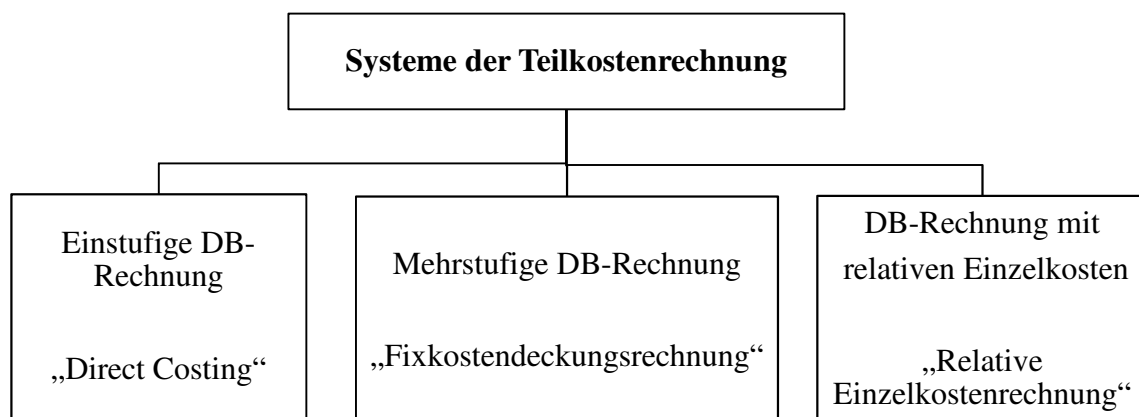 Systeme der Teilkostenrechnung
Einstufige DB-
Rechnung
„Direct Costing“
Mehrstufige DB-Rechnung
„Fixkostendeckungsrechnung“
DB-Rechnung mit
relativen Einzelkosten
„Relative
Einzelkostenrechnung“